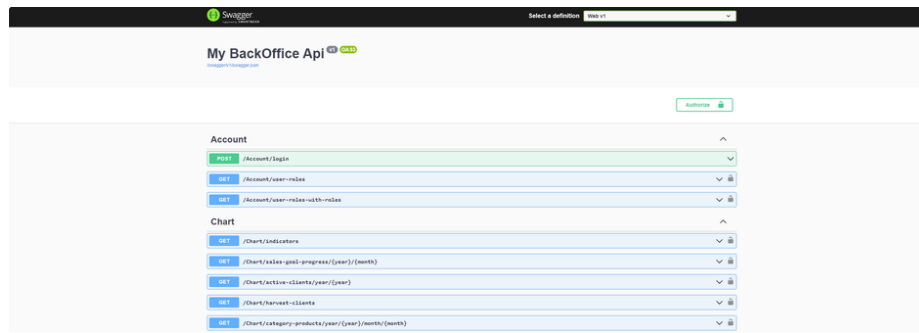 Swagger
Select a definition Web v1
My BackOffice Api v1 OAS3
/swagger/v1/swagger.json
Authorize
Account
POST /Account/login
GET /Account/user-roles
GET /Account/user-roles-with-roles
Chart
GET /Chart/indicators
GET /Chart/sales-goal-progress/{year}/{month}
GET /Chart/active-clients/year/{year}
GET /Chart/harvest-clients
GET /Chart/category-products/year/{year}/month/{month}